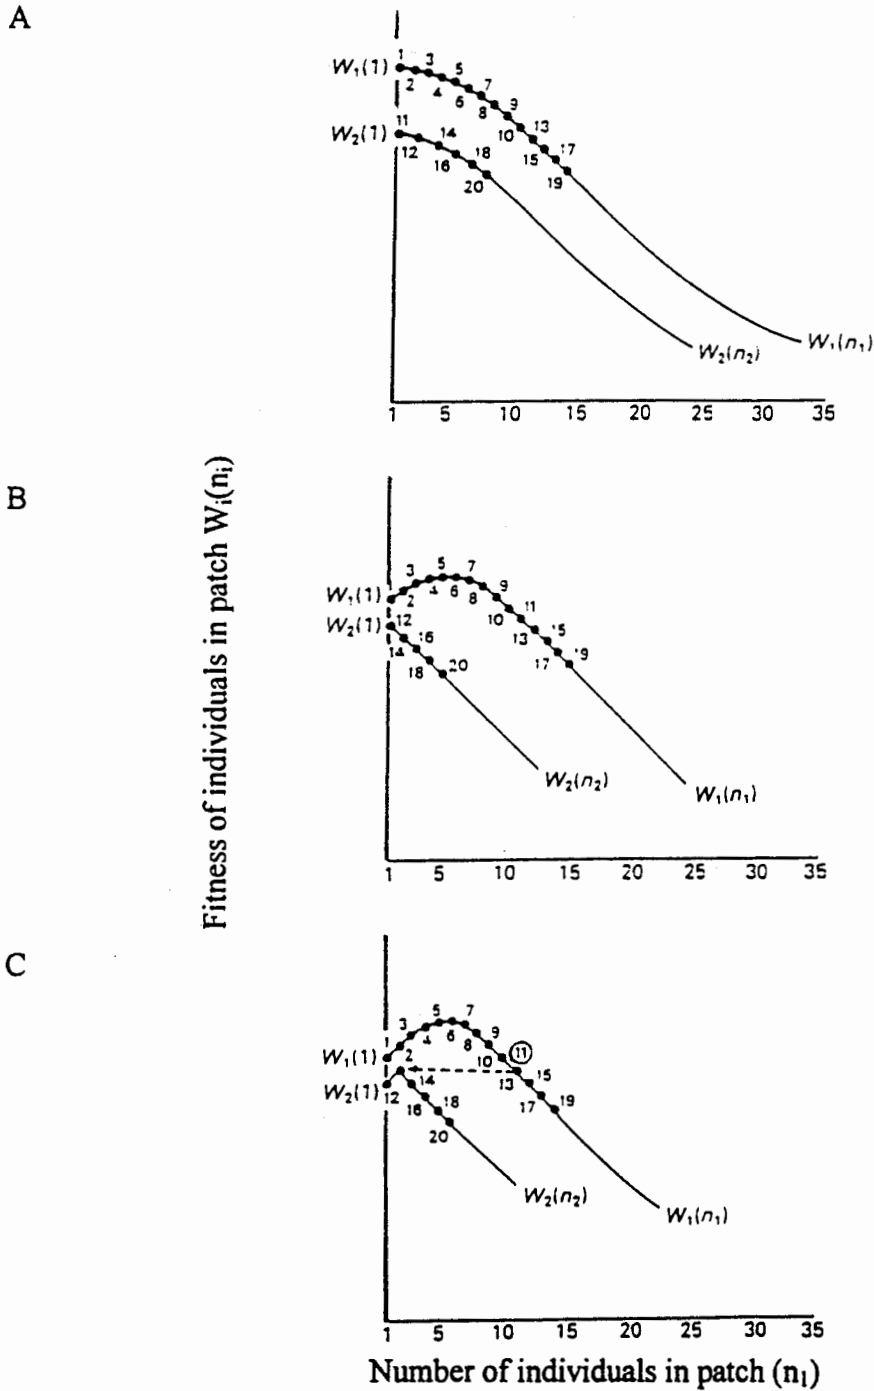 A
W₁(1)
1 3 5 7 9 13 17
2 4 6 8 10 15 19
W₂(1)
11 14 18
12 16 20
W₂(n₂)
W₁(n₁)
1 5 10 15 20 25 30 35
Fitness of individuals in patch Wᵢ(nᵢ)
B
W₁(1)
3 5 7 9 11 15 19
2 4 6 8 10 13 17
W₂(1)
12 16 20
14 18
W₂(n₂)
W₁(n₁)
1 5 10 15 20 25 30 35
C
W₁(1)
1 3 5 7 9 11 15 19
2 4 6 8 10 13 17
W₂(1)
12 14 18
16 20
W₂(n₂)
W₁(n₁)
1 5 10 15 20 25 30 35
Number of individuals in patch (n₁)